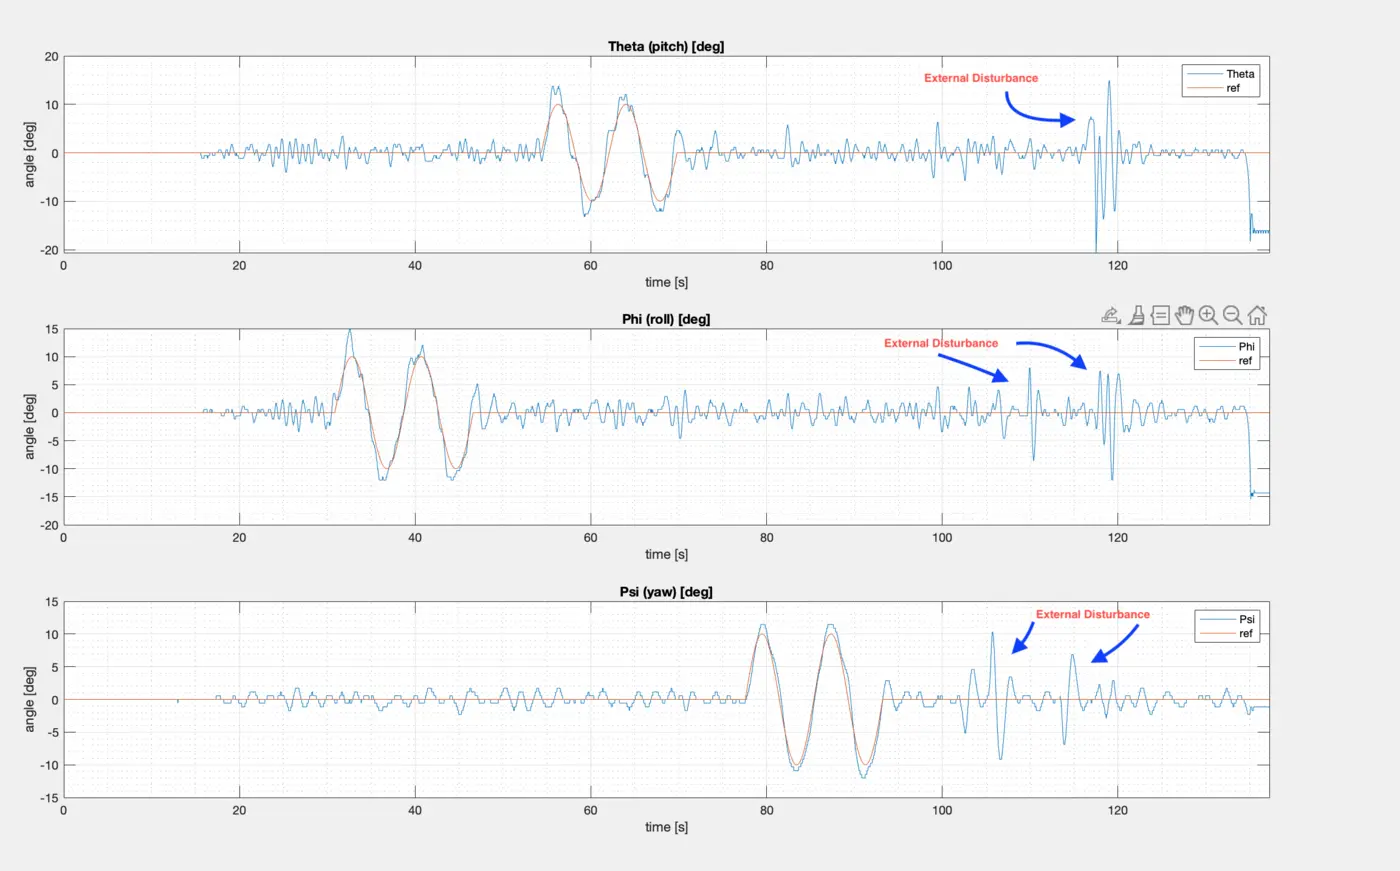 Theta (pitch) [deg]
External Disturbance
Theta
ref
20
10
0
-10
-20
angle [deg]
0 20 40 60 80 100 120
time [s]
Phi (roll) [deg]
External Disturbance
Phi
ref
15
10
5
0
-5
-10
-15
-20
angle [deg]
0 20 40 60 80 100 120
time [s]
Psi (yaw) [deg]
External Disturbance
Psi
ref
15
10
5
0
-5
-10
-15
angle [deg]
0 20 40 60 80 100 120
time [s]